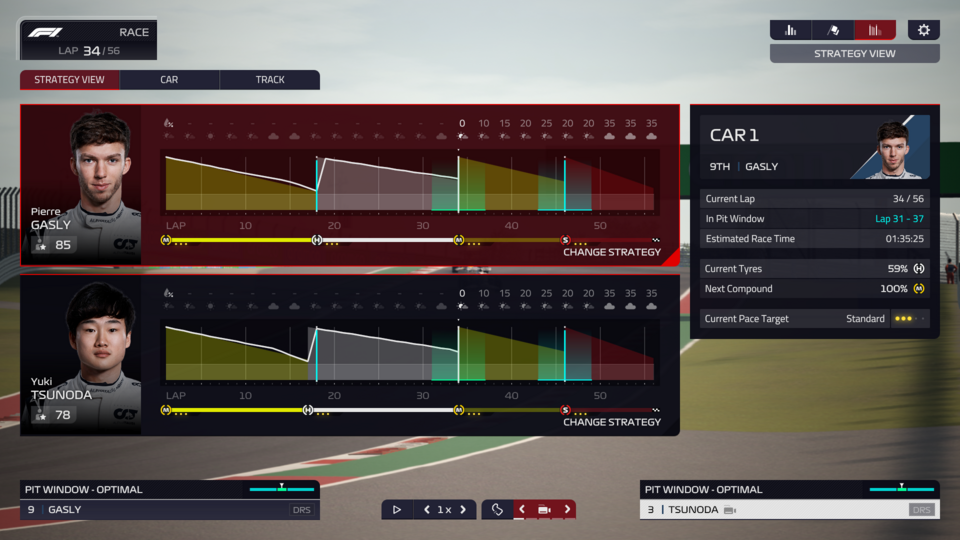 F1 RACE
LAP 34 / 56
STRATEGY VIEW
STRATEGY VIEW CAR TRACK
% - - - - - - - - - - - - - 0 10 15 25 20 25 20 20 35 35
Pierre
GASLY
85
LAP 10 20 30 40 50
M H M S
CHANGE STRATEGY
% - - - - - - - - - - - - - 0 10 15 25 20 25 20 20 35 35
Yuki
TSUNODA
78
LAP 10 20 30 40 50
M H M S
CHANGE STRATEGY
CAR 1
9TH | GASLY
Current Lap 34 / 56
In Pit Window Lap 31 - 37
Estimated Race Time 01:35:25
Current Tyres 59% H
Next Compound 100% M
Current Pace Target Standard
PIT WINDOW - OPTIMAL
9 | GASLY DRS
1x
PIT WINDOW - OPTIMAL
3 | TSUNODA DRS